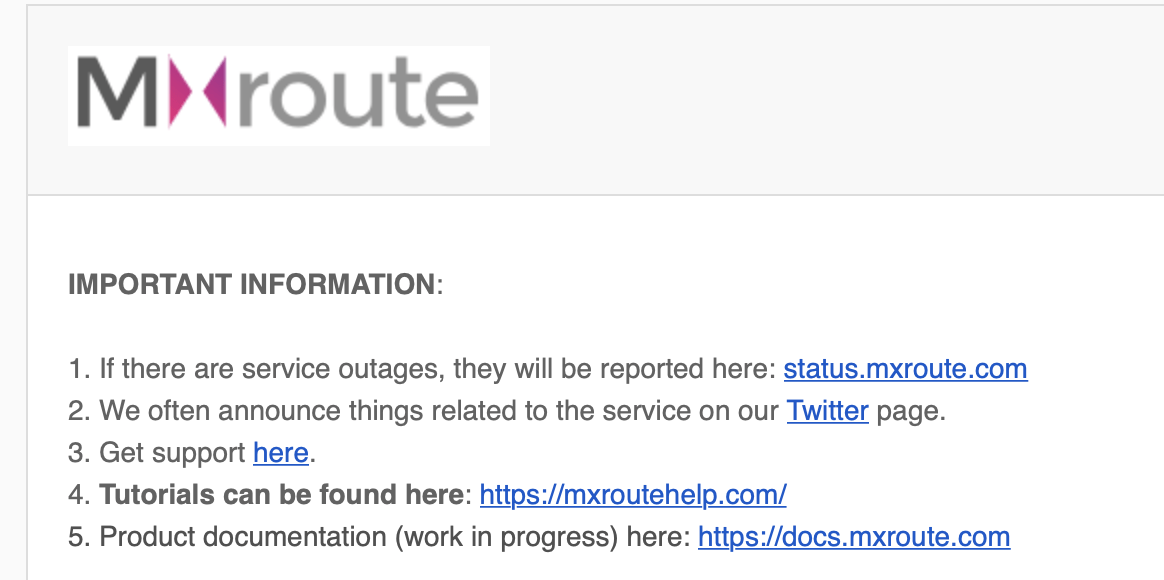 MXroute
IMPORTANT INFORMATION:
1. If there are service outages, they will be reported here: status.mxroute.com
2. We often announce things related to the service on our Twitter page.
3. Get support here.
4. Tutorials can be found here: https://mxroutehelp.com/
5. Product documentation (work in progress) here: https://docs.mxroute.com